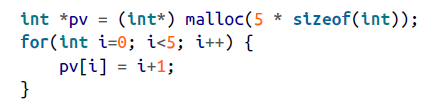 int *pv = (int*) malloc(5 * sizeof(int));
for(int i=0; i<5; i++) {
    pv[i] = i+1;
}